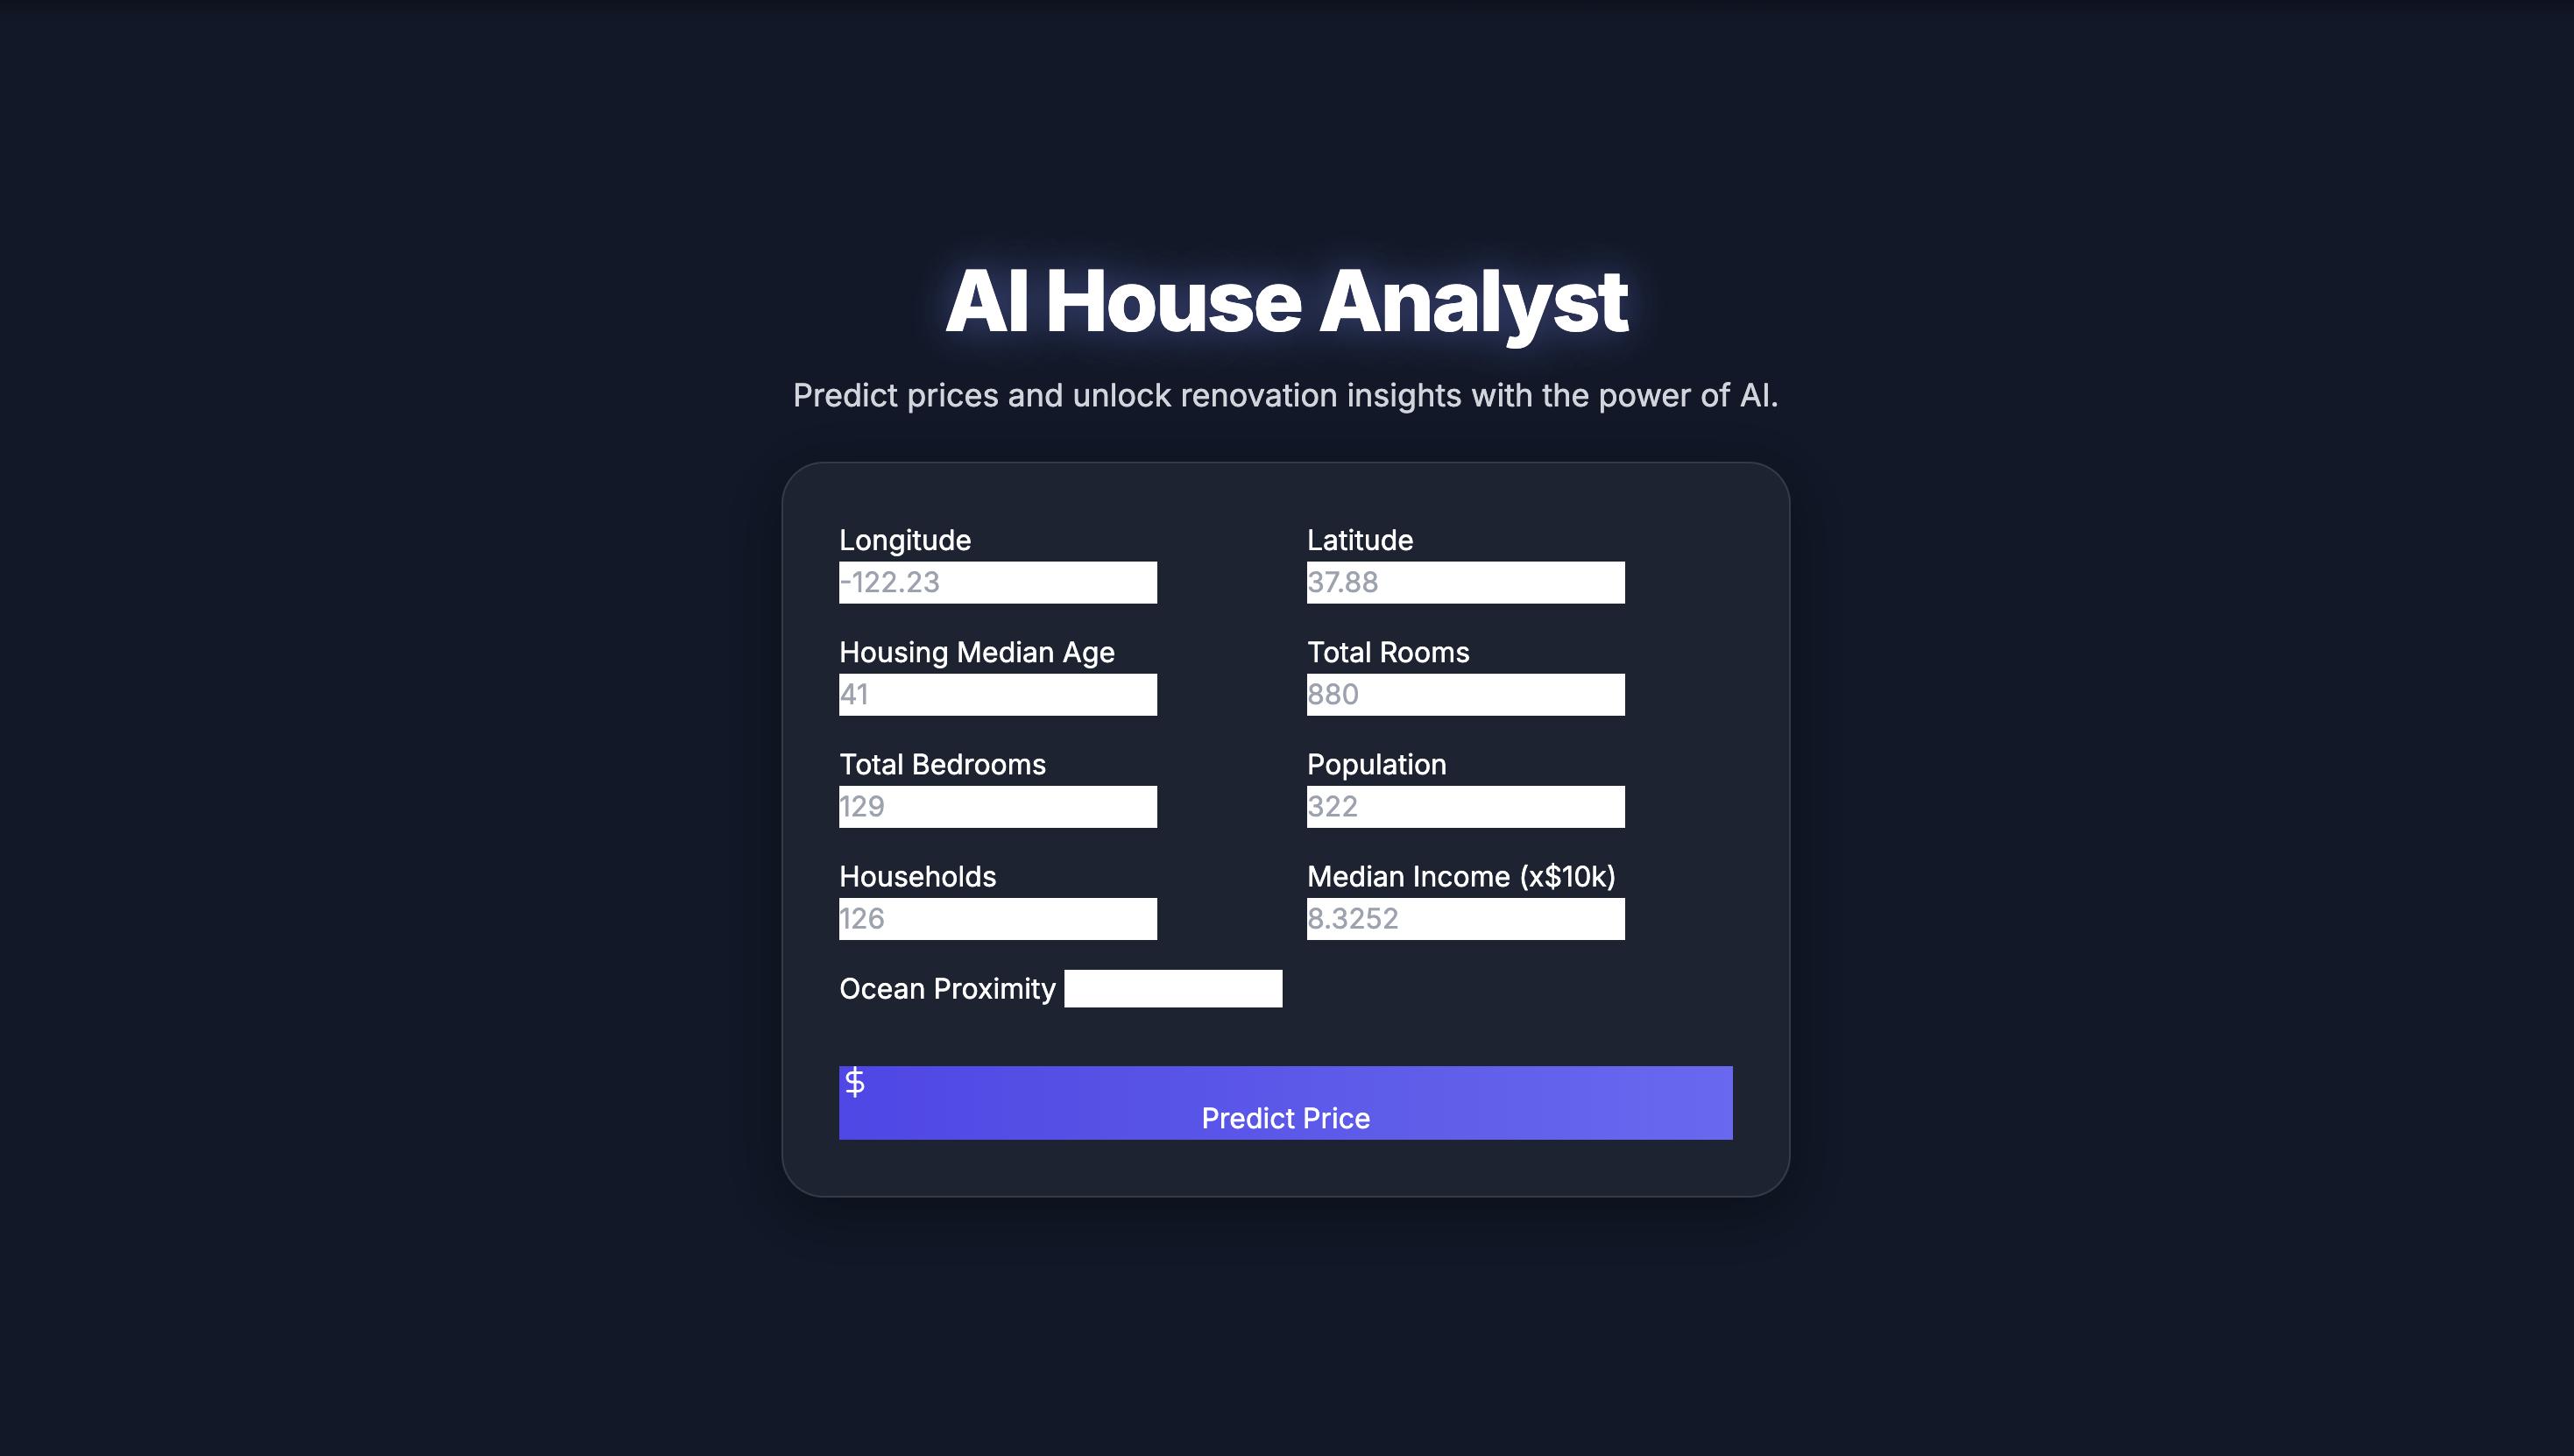 AI House Analyst
Predict prices and unlock renovation insights with the power of AI.
Longitude
Latitude
-122.23
37.88
Housing Median Age
Total Rooms
41
880
Total Bedrooms
Population
129
322
Households
Median Income (x$10k)
126
8.3252
Ocean Proximity
$
Predict Price